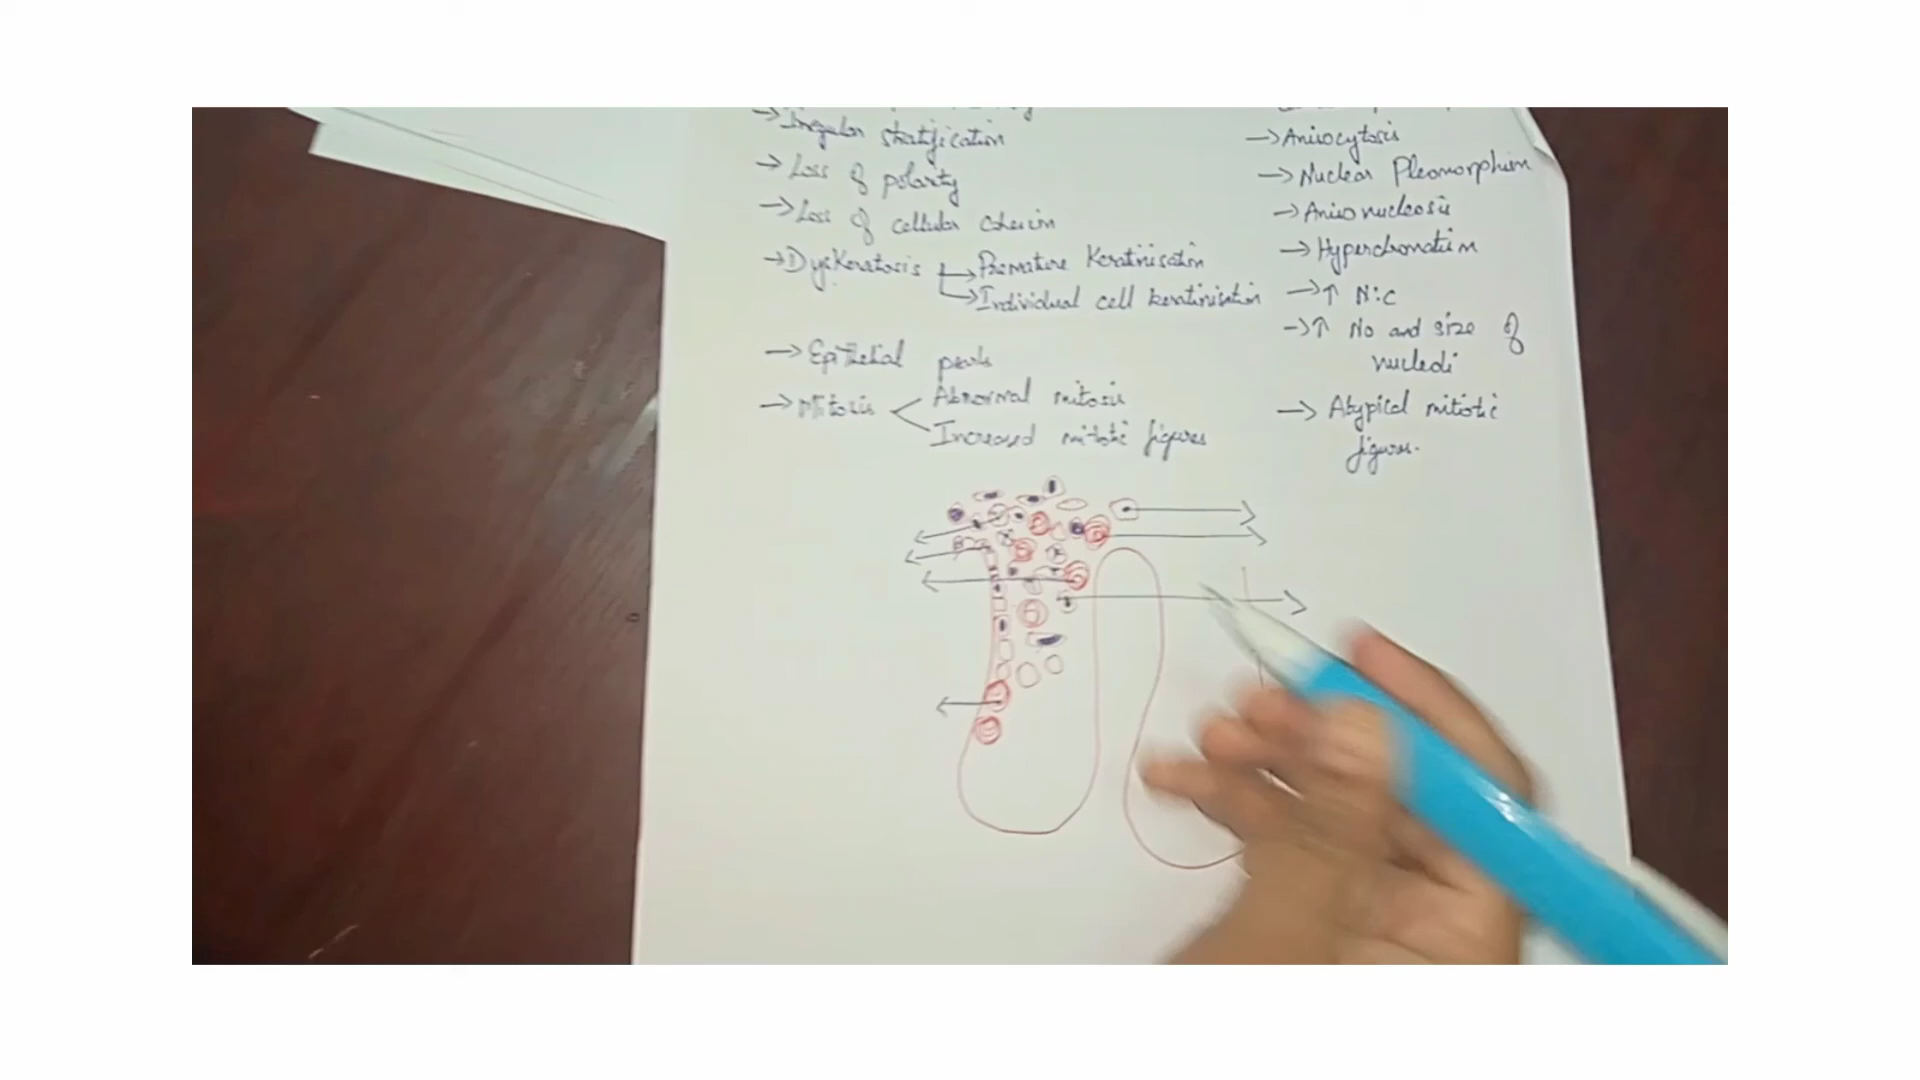 → Irregular stratification
→ Loss of polarity
→ Loss of cellular cohesion
→ Dyskeratosis → Premature Keratinisation
→ Individual cell keratinisation
→ Epithelial pearls
→ Mitosis Abnormal mitosis
Increased mitotic figures
→ Anisocytosis
→ Nuclear Pleomorphism
→ Anisonucleosis
→ Hyperchromatism
→ ↑ N:C
→ ↑ No and size of
nucleoli
→ Atypical mitotic
figures.